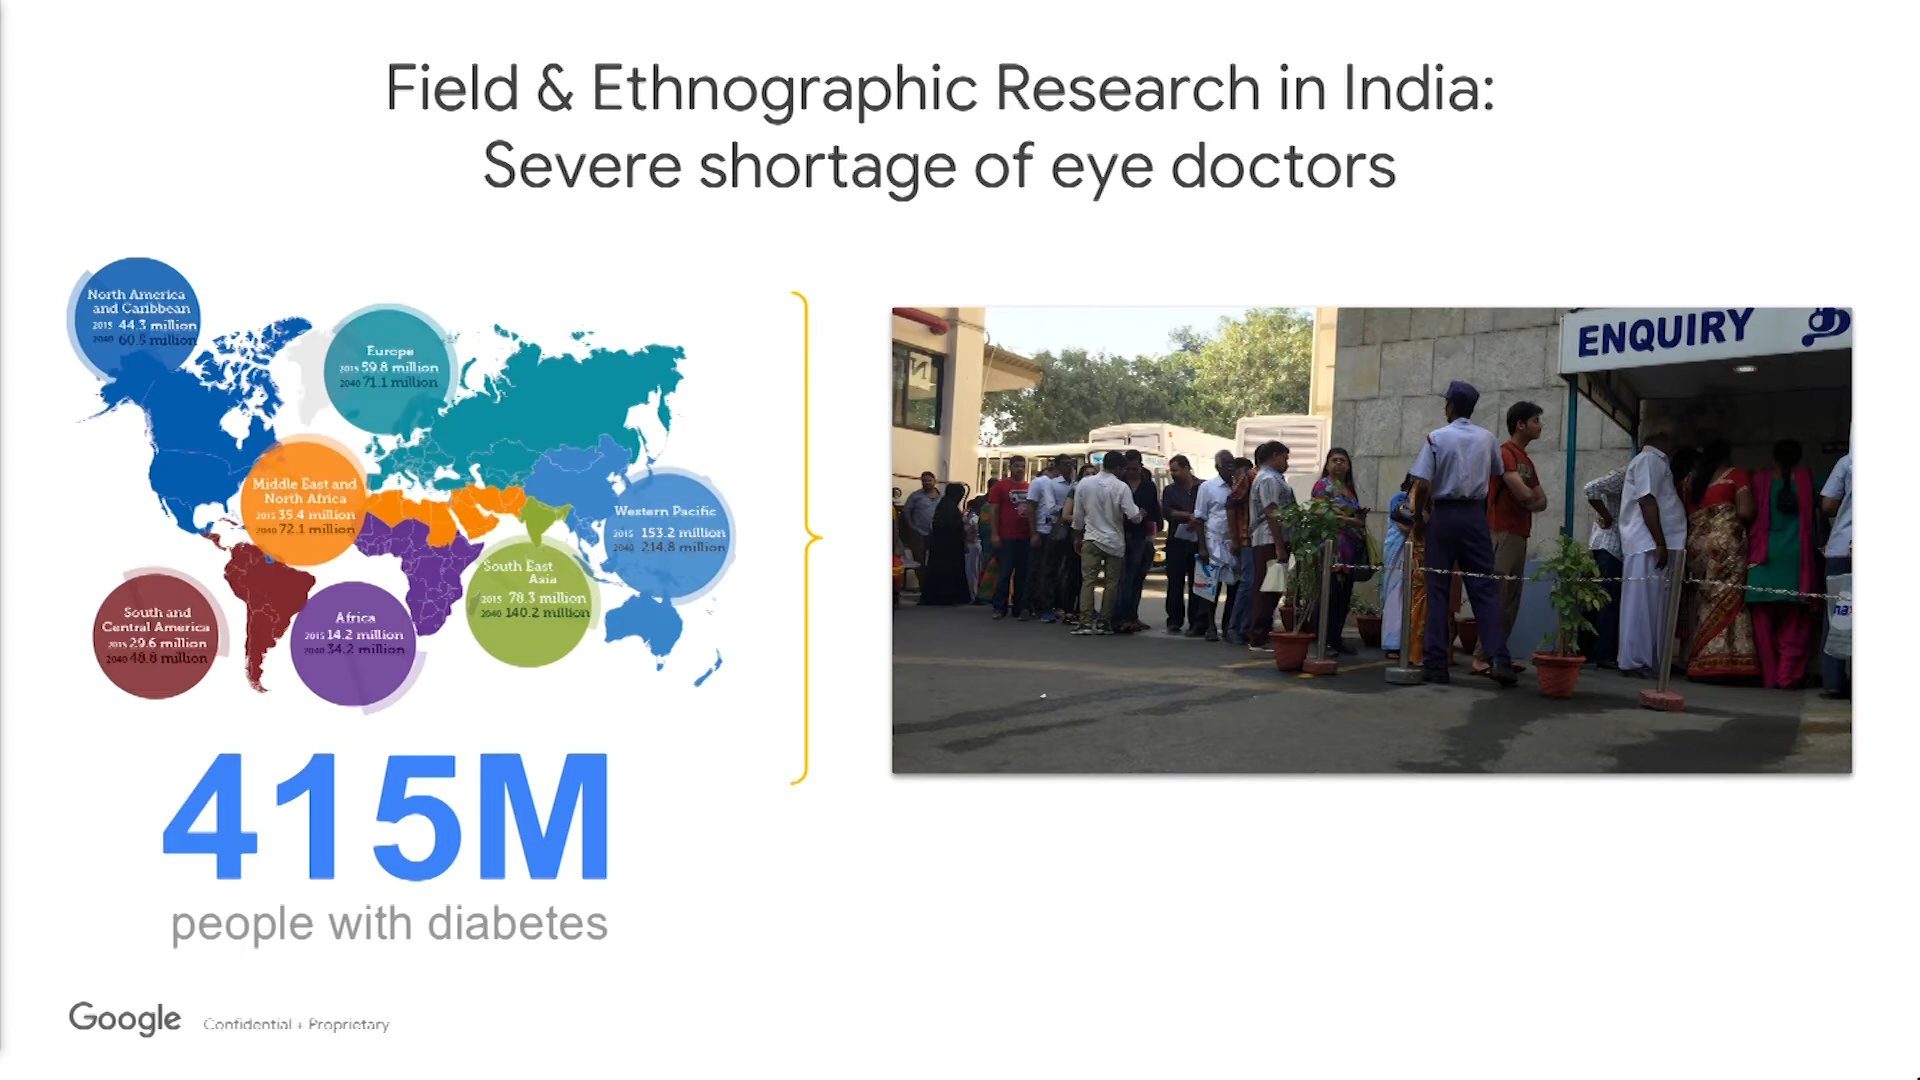 Field & Ethnographic Research in India:
Severe shortage of eye doctors
North America
and Caribbean
2015 44.3 million
2040 60.5 million
Europe
2015 59.8 million
2040 71.1 million
Middle East and
North Africa
2015 35.4 million
2040 72.1 million
Western Pacific
2015 153.2 million
2040 214.8 million
South East
Asia
2015 78.3 million
2040 140.2 million
South and
Central America
2015 29.6 million
2040 48.8 million
Africa
2015 14.2 million
2040 34.2 million
ENQUIRY
415M
people with diabetes
Google Confidential + Proprietary